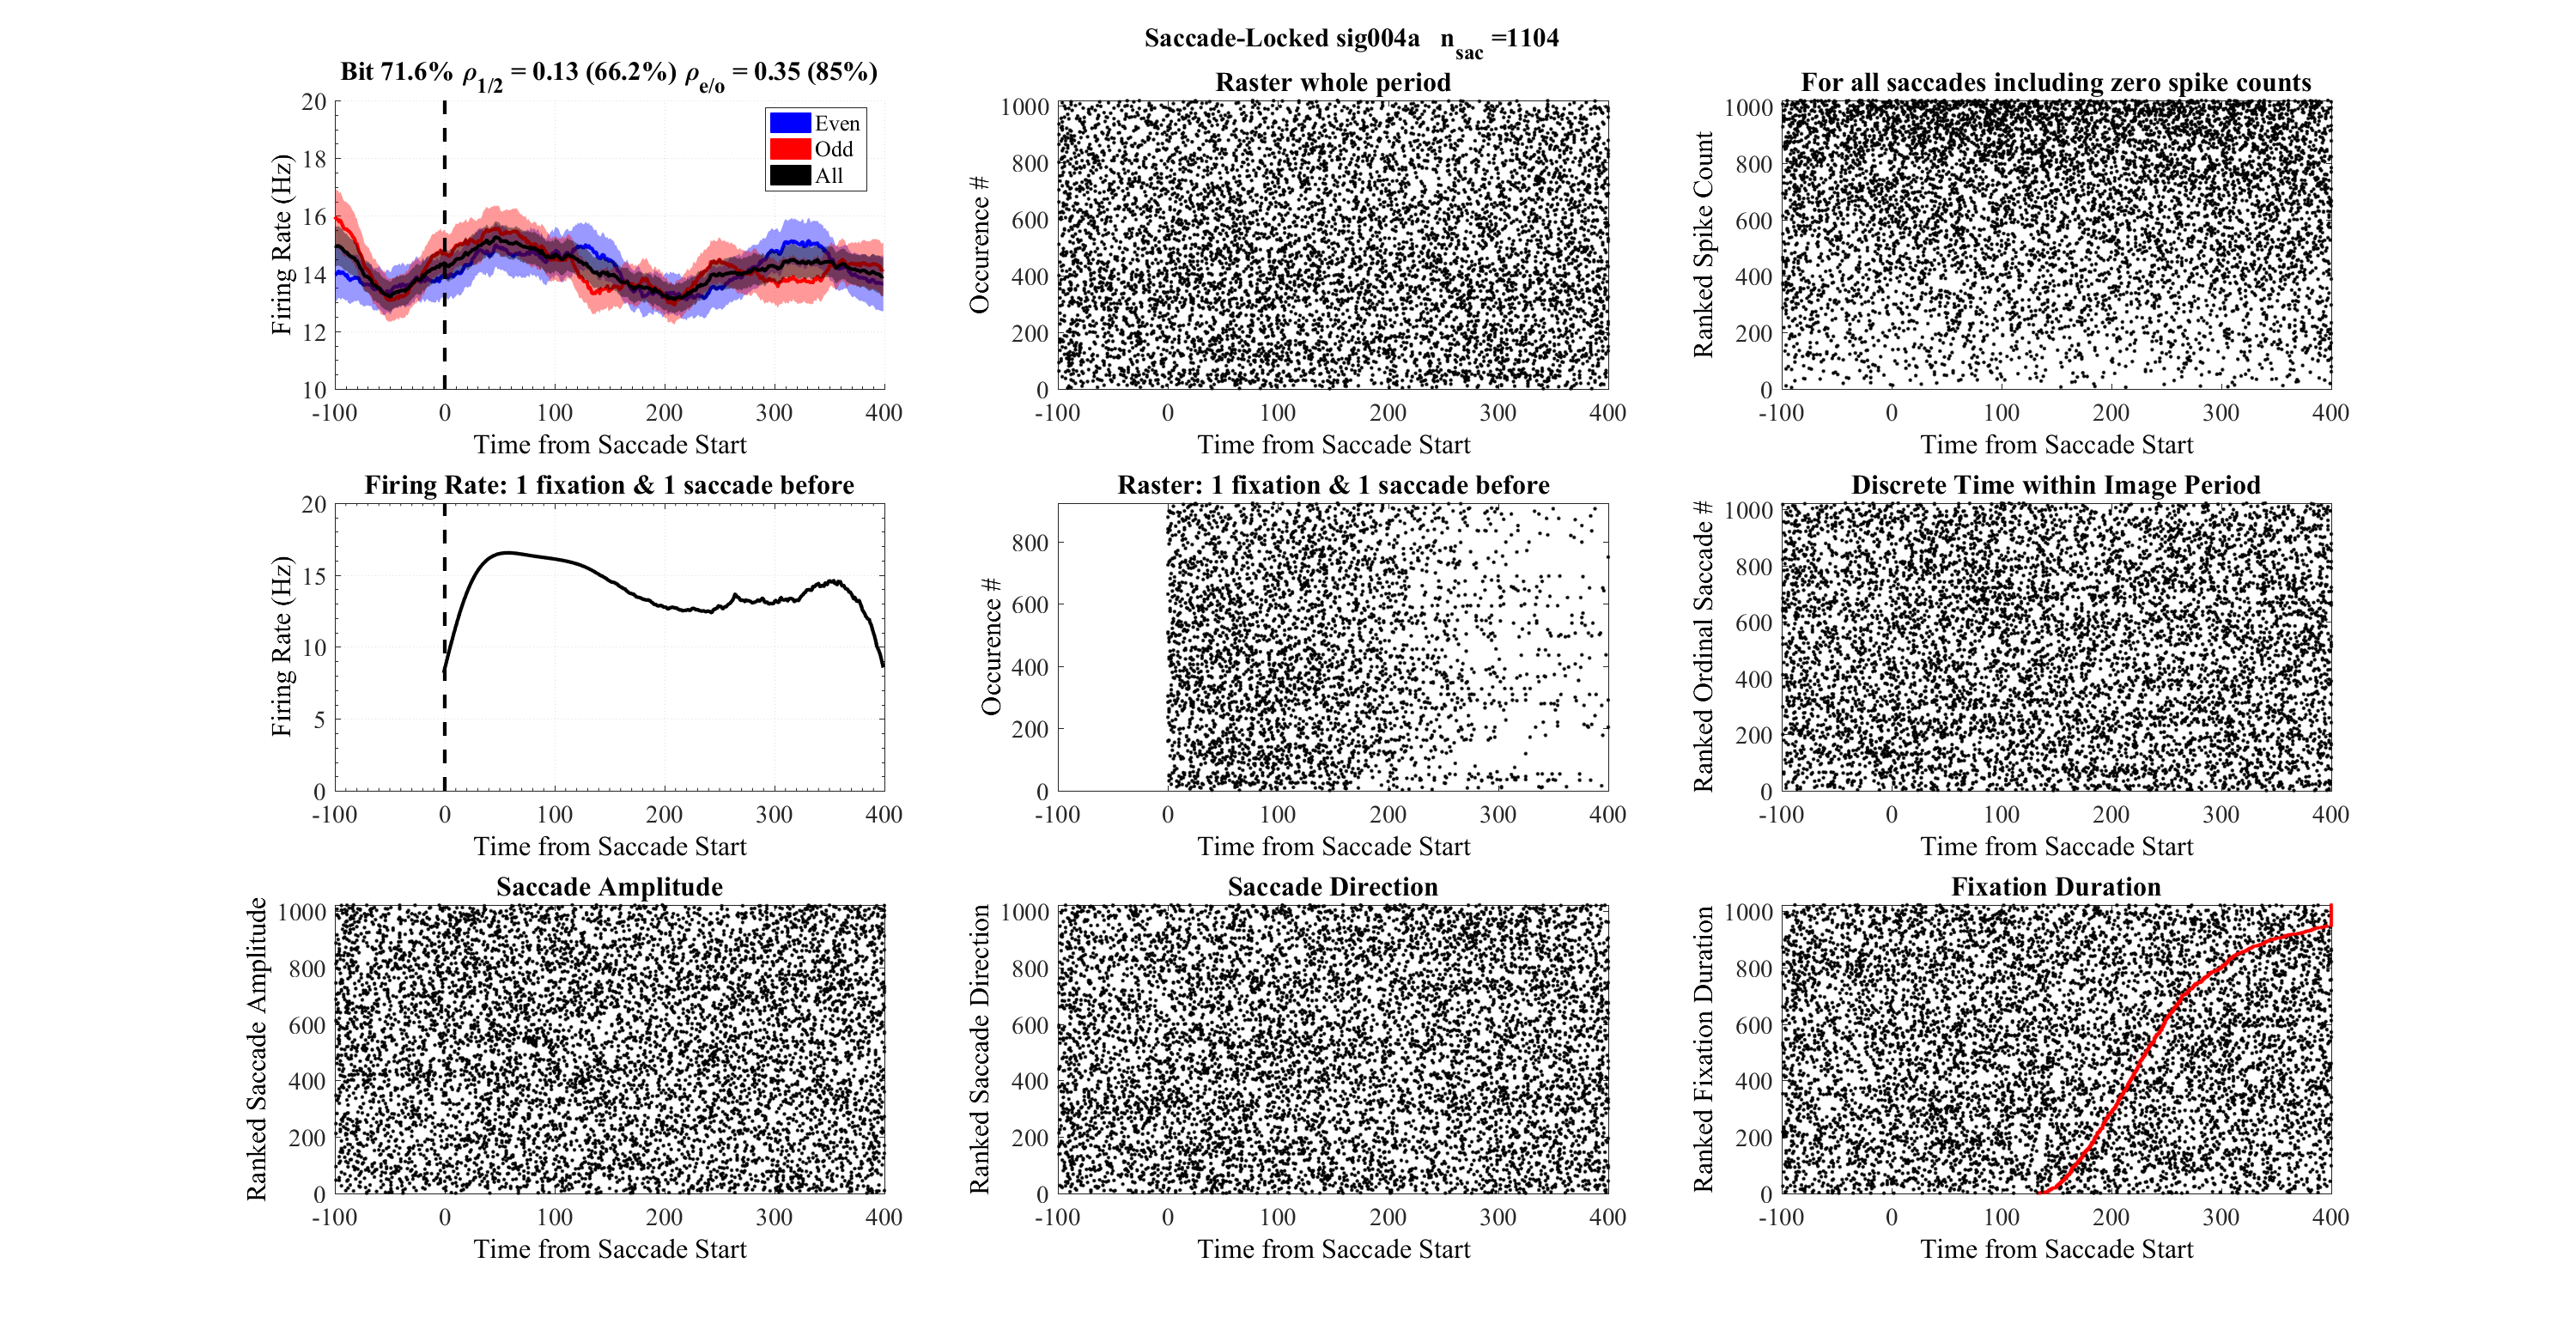 Saccade-Locked sig004a n_sac =1104
Bit 71.6% ρ_1/2 = 0.13 (66.2%) ρ_e/o = 0.35 (85%)
20
18
16
14
12
10
Firing Rate (Hz)
Even
Odd
All
-100 0 100 200 300 400
Time from Saccade Start
Raster whole period
1000
800
600
400
200
0
Occurence #
-100 0 100 200 300 400
Time from Saccade Start
For all saccades including zero spike counts
1000
800
600
400
200
0
Ranked Spike Count
-100 0 100 200 300 400
Time from Saccade Start
Firing Rate: 1 fixation & 1 saccade before
20
15
10
5
0
Firing Rate (Hz)
-100 0 100 200 300 400
Time from Saccade Start
Raster: 1 fixation & 1 saccade before
800
600
400
200
0
Occurence #
-100 0 100 200 300 400
Time from Saccade Start
Discrete Time within Image Period
1000
800
600
400
200
0
Ranked Ordinal Saccade #
-100 0 100 200 300 400
Time from Saccade Start
Saccade Amplitude
1000
800
600
400
200
0
Ranked Saccade Amplitude
-100 0 100 200 300 400
Time from Saccade Start
Saccade Direction
1000
800
600
400
200
0
Ranked Saccade Direction
-100 0 100 200 300 400
Time from Saccade Start
Fixation Duration
1000
800
600
400
200
0
Ranked Fixation Duration
-100 0 100 200 300 400
Time from Saccade Start